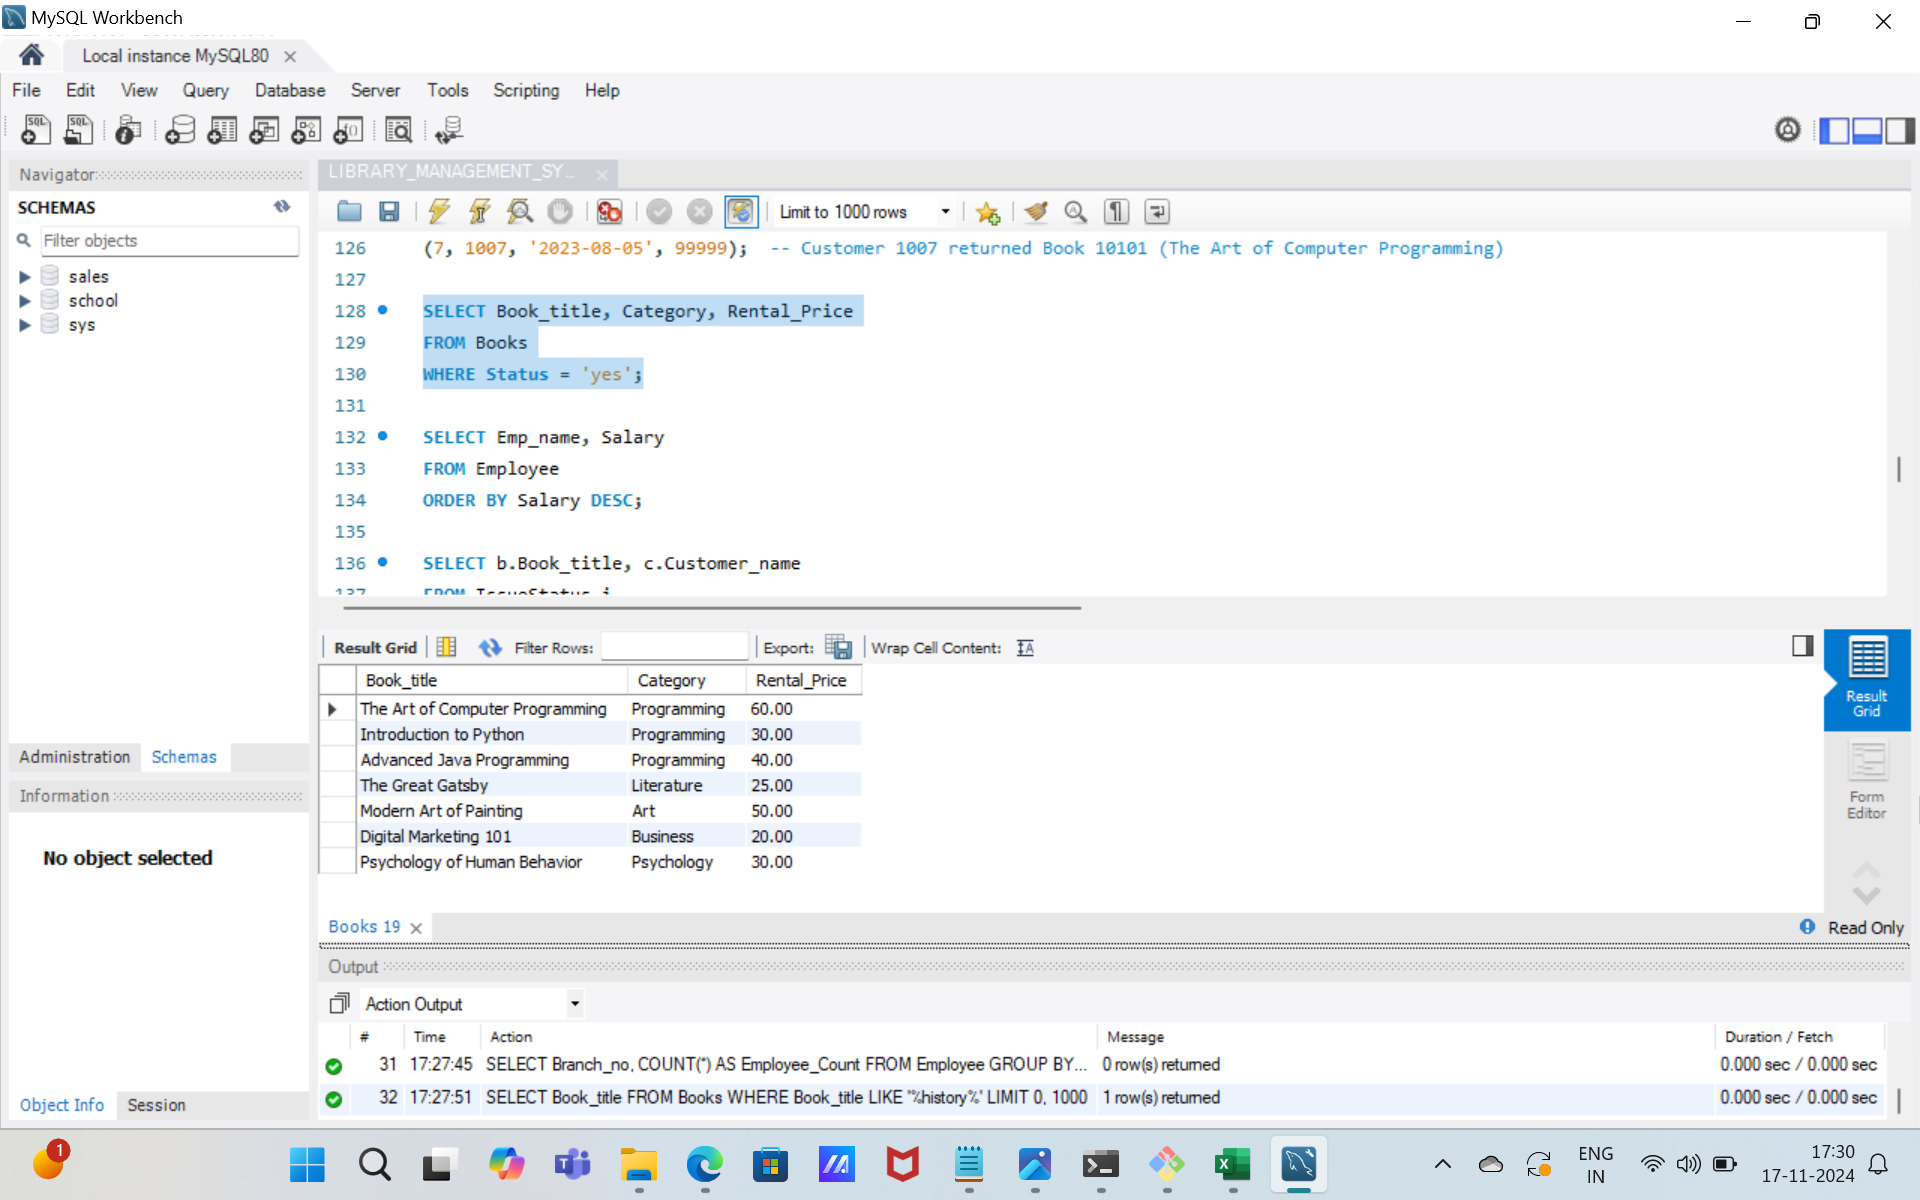 MySQL Workbench
Local instance MySQL80
File Edit View Query Database Server Tools Scripting Help
Navigator
SCHEMAS
Filter objects
sales
school
sys
Administration Schemas
Information
No object selected
Object Info Session
LIBRARY_MANAGEMENT_SY...
Limit to 1000 rows
126 (7, 1007, '2023-08-05', 99999); -- Customer 1007 returned Book 10101 (The Art of Computer Programming)
127
128 SELECT Book_title, Category, Rental_Price
129 FROM Books
130 WHERE Status = 'yes';
131
132 SELECT Emp_name, Salary
133 FROM Employee
134 ORDER BY Salary DESC;
135
136 SELECT b.Book_title, c.Customer_name
137 FROM IssueStatus i
Result Grid Filter Rows: Export: Wrap Cell Content:
Book_title Category Rental_Price
The Art of Computer Programming Programming 60.00
Introduction to Python Programming 30.00
Advanced Java Programming Programming 40.00
The Great Gatsby Literature 25.00
Modern Art of Painting Art 50.00
Digital Marketing 101 Business 20.00
Psychology of Human Behavior Psychology 30.00
Result
Grid
Form
Editor
Books 19
Read Only
Output
Action Output
# Time Action Message Duration / Fetch
31 17:27:45 SELECT Branch_no, COUNT(*) AS Employee_Count FROM Employee GROUP BY... 0 row(s) returned 0.000 sec / 0.000 sec
32 17:27:51 SELECT Book_title FROM Books WHERE Book_title LIKE '%history%' LIMIT 0, 1000 1 row(s) returned 0.000 sec / 0.000 sec
1
ENG
IN
17:30
17-11-2024